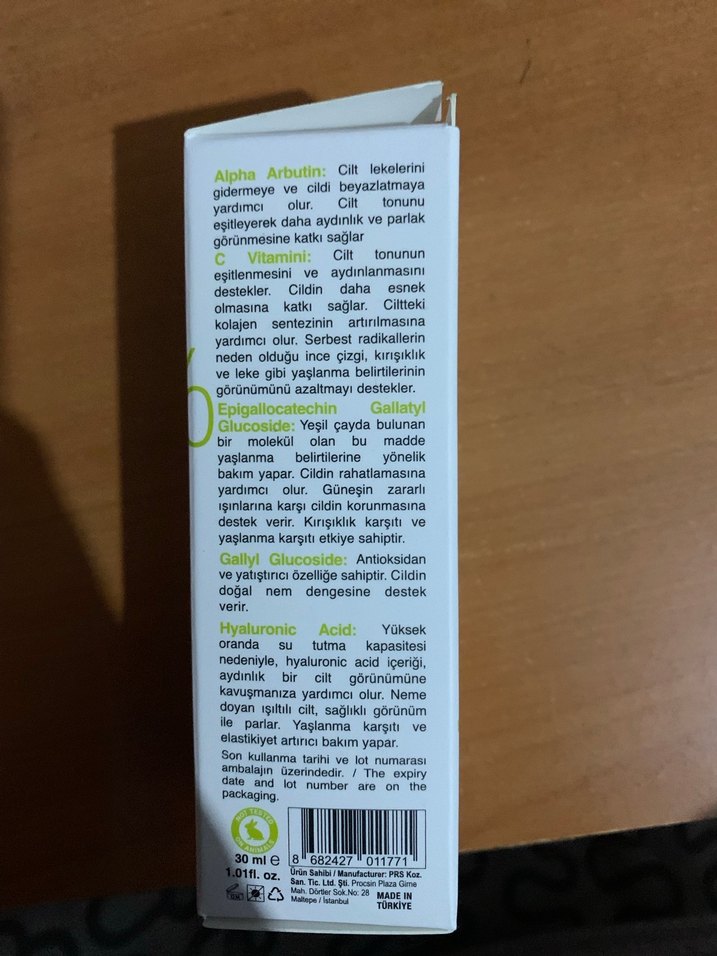 Alpha Arbutin: Cilt lekelerini
gidermeye ve cildi beyazlatmaya
yardımcı olur. Cilt tonunu
eşitleyerek daha aydınlık ve parlak
görünmesine katkı sağlar
C Vitamini: Cilt tonunun
eşitlenmesini ve aydınlanmasını
destekler. Cildin daha esnek
olmasına katkı sağlar. Ciltteki
kolajen sentezinin artırılmasına
yardımcı olur. Serbest radikallerin
neden olduğu ince çizgi, kırışıklık
ve leke gibi yaşlanma belirtilerinin
görünümünü azaltmayı destekler.
Epigallocatechin Gallatyl
Glucoside: Yeşil çayda bulunan
bir molekül olan bu madde
yaşlanma belirtilerine yönelik
bakım yapar. Cildin rahatlamasına
yardımcı olur. Güneşin zararlı
ışınlarına karşı cildin korunmasına
destek verir. Kırışıklık karşıtı ve
yaşlanma karşıtı etkiye sahiptir.
Gallyl Glucoside: Antioksidan
ve yatıştırıcı özelliğe sahiptir. Cildin
doğal nem dengesine destek
verir.
Hyaluronic Acid: Yüksek
oranda su tutma kapasitesi
nedeniyle, hyaluronic acid içeriği,
aydınlık bir cilt görünümüne
kavuşmanıza yardımcı olur. Neme
doyan ışıltılı cilt, sağlıklı görünüm
ile parlar. Yaşlanma karşıtı ve
elastikiyet artırıcı bakım yapar.
Son kullanma tarihi ve lot numarası
ambalajın üzerindedir. / The expiry
date and lot number are on the
packaging.
NOT TESTED
ON ANIMALS
30 ml e
1.01fl. oz.
8 682427 011771
Ürün Sahibi / Manufacturer: PRS Koz.
San. Tic. Ltd. Şti. Procsin Plaza Girne
Mah. Dörtler Sok.No: 28
Maltepe / İstanbul
MADE IN
TÜRKİYE